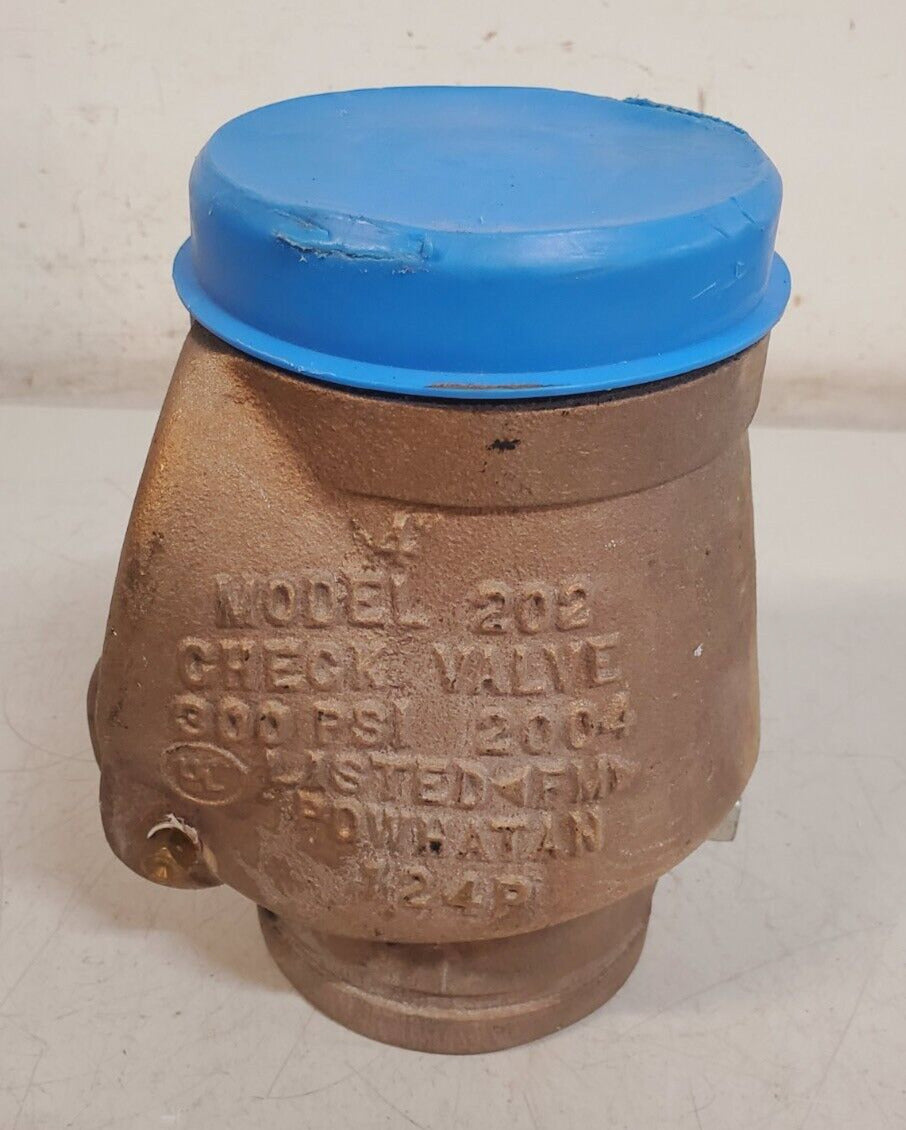 4"
MODEL 202
CHECK VALVE
300 PSI 2004
UL LISTED FM
POWHATAN
124P